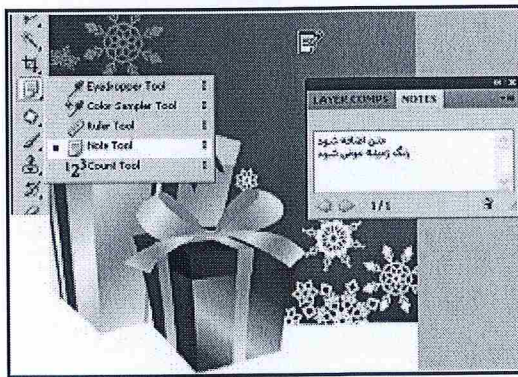 Eyedropper Tool I
Color Sampler Tool I
Ruler Tool I
Note Tool I
123 Count Tool I
LAYER COMPS NOTES
متن اضافه شود
رنگ زمینه عوض شود
1/1